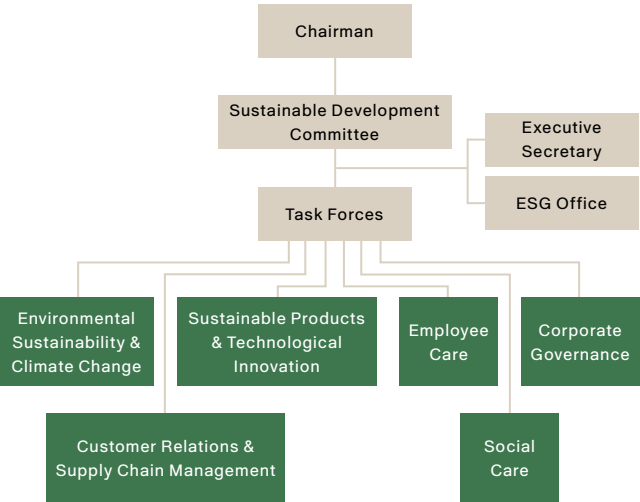 Chairman
Sustainable Development
Committee
Executive
Secretary
ESG Office
Task Forces
Environmental
Sustainability &
Climate Change
Sustainable Products
& Technological
Innovation
Employee
Care
Corporate
Governance
Customer Relations &
Supply Chain Management
Social
Care